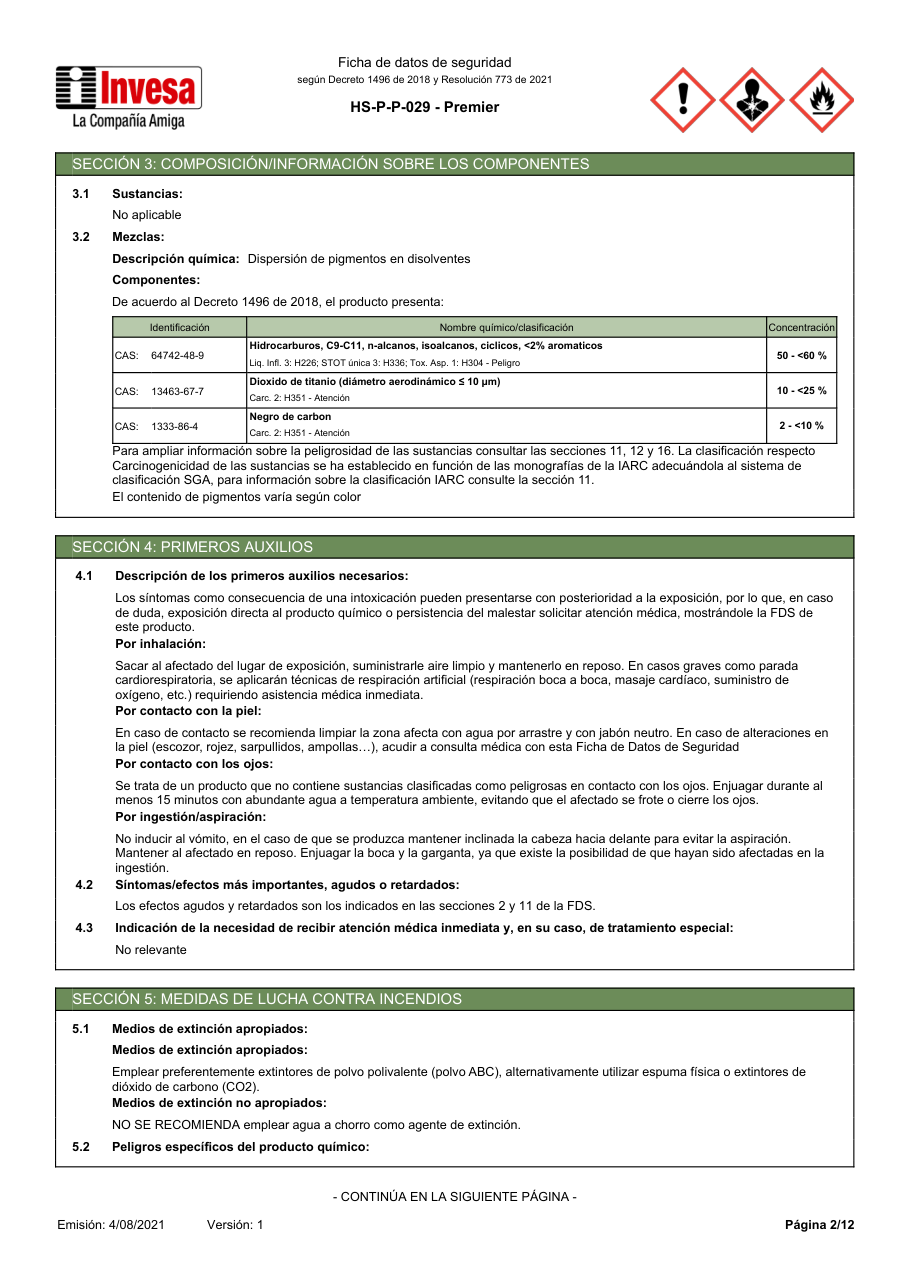 Invesa
La Compañía Amiga
Ficha de datos de seguridad
según Decreto 1496 de 2018 y Resolución 773 de 2021
HS-P-P-029 - Premier
SECCIÓN 3: COMPOSICIÓN/INFORMACIÓN SOBRE LOS COMPONENTES
3.1 Sustancias:
No aplicable
3.2 Mezclas:
Descripción química: Dispersión de pigmentos en disolventes
Componentes:
De acuerdo al Decreto 1496 de 2018, el producto presenta:
Identificación Nombre químico/clasificación Concentración
Hidrocarburos, C9-C11, n-alcanos, isoalcanos, ciclicos, <2% aromaticos
CAS: 64742-48-9 50 - <60 %
Liq. Infl. 3: H226; STOT única 3: H336; Tox. Asp. 1: H304 - Peligro
Dioxido de titanio (diámetro aerodinámico ≤ 10 μm)
CAS: 13463-67-7 10 - <25 %
Carc. 2: H351 - Atención
Negro de carbon
CAS: 1333-86-4 2 - <10 %
Carc. 2: H351 - Atención
Para ampliar información sobre la peligrosidad de las sustancias consultar las secciones 11, 12 y 16. La clasificación respecto
Carcinogenicidad de las sustancias se ha establecido en función de las monografías de la IARC adecuándola al sistema de
clasificación SGA, para información sobre la clasificación IARC consulte la sección 11.
El contenido de pigmentos varía según color
SECCIÓN 4: PRIMEROS AUXILIOS
4.1 Descripción de los primeros auxilios necesarios:
Los síntomas como consecuencia de una intoxicación pueden presentarse con posterioridad a la exposición, por lo que, en caso
de duda, exposición directa al producto químico o persistencia del malestar solicitar atención médica, mostrándole la FDS de
este producto.
Por inhalación:
Sacar al afectado del lugar de exposición, suministrarle aire limpio y mantenerlo en reposo. En casos graves como parada
cardiorespiratoria, se aplicarán técnicas de respiración artificial (respiración boca a boca, masaje cardíaco, suministro de
oxígeno, etc.) requiriendo asistencia médica inmediata.
Por contacto con la piel:
En caso de contacto se recomienda limpiar la zona afecta con agua por arrastre y con jabón neutro. En caso de alteraciones en
la piel (escozor, rojez, sarpullidos, ampollas…), acudir a consulta médica con esta Ficha de Datos de Seguridad
Por contacto con los ojos:
Se trata de un producto que no contiene sustancias clasificadas como peligrosas en contacto con los ojos. Enjuagar durante al
menos 15 minutos con abundante agua a temperatura ambiente, evitando que el afectado se frote o cierre los ojos.
Por ingestión/aspiración:
No inducir al vómito, en el caso de que se produzca mantener inclinada la cabeza hacia delante para evitar la aspiración.
Mantener al afectado en reposo. Enjuagar la boca y la garganta, ya que existe la posibilidad de que hayan sido afectadas en la
ingestión.
4.2 Síntomas/efectos más importantes, agudos o retardados:
Los efectos agudos y retardados son los indicados en las secciones 2 y 11 de la FDS.
4.3 Indicación de la necesidad de recibir atención médica inmediata y, en su caso, de tratamiento especial:
No relevante
SECCIÓN 5: MEDIDAS DE LUCHA CONTRA INCENDIOS
5.1 Medios de extinción apropiados:
Medios de extinción apropiados:
Emplear preferentemente extintores de polvo polivalente (polvo ABC), alternativamente utilizar espuma física o extintores de
dióxido de carbono (CO2).
Medios de extinción no apropiados:
NO SE RECOMIENDA emplear agua a chorro como agente de extinción.
5.2 Peligros específicos del producto químico:
- CONTINÚA EN LA SIGUIENTE PÁGINA -
Emisión: 4/08/2021 Versión: 1 Página 2/12